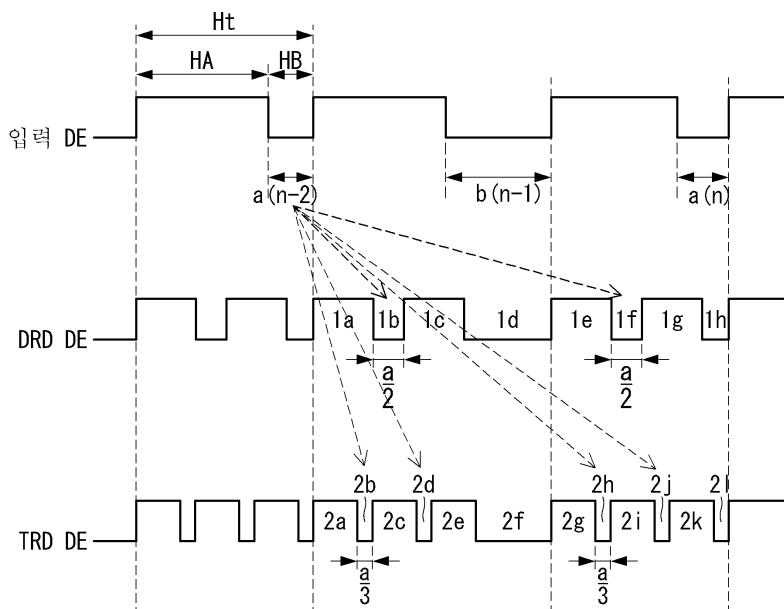 Ht
HA HB
입력 DE
a(n-2) b(n-1) a(n)
DRD DE 1a 1b 1c 1d 1e 1f 1g 1h
a/2 a/2
2b 2d 2h 2j 2l
TRD DE 2a 2c 2e 2f 2g 2i 2k
a/3 a/3